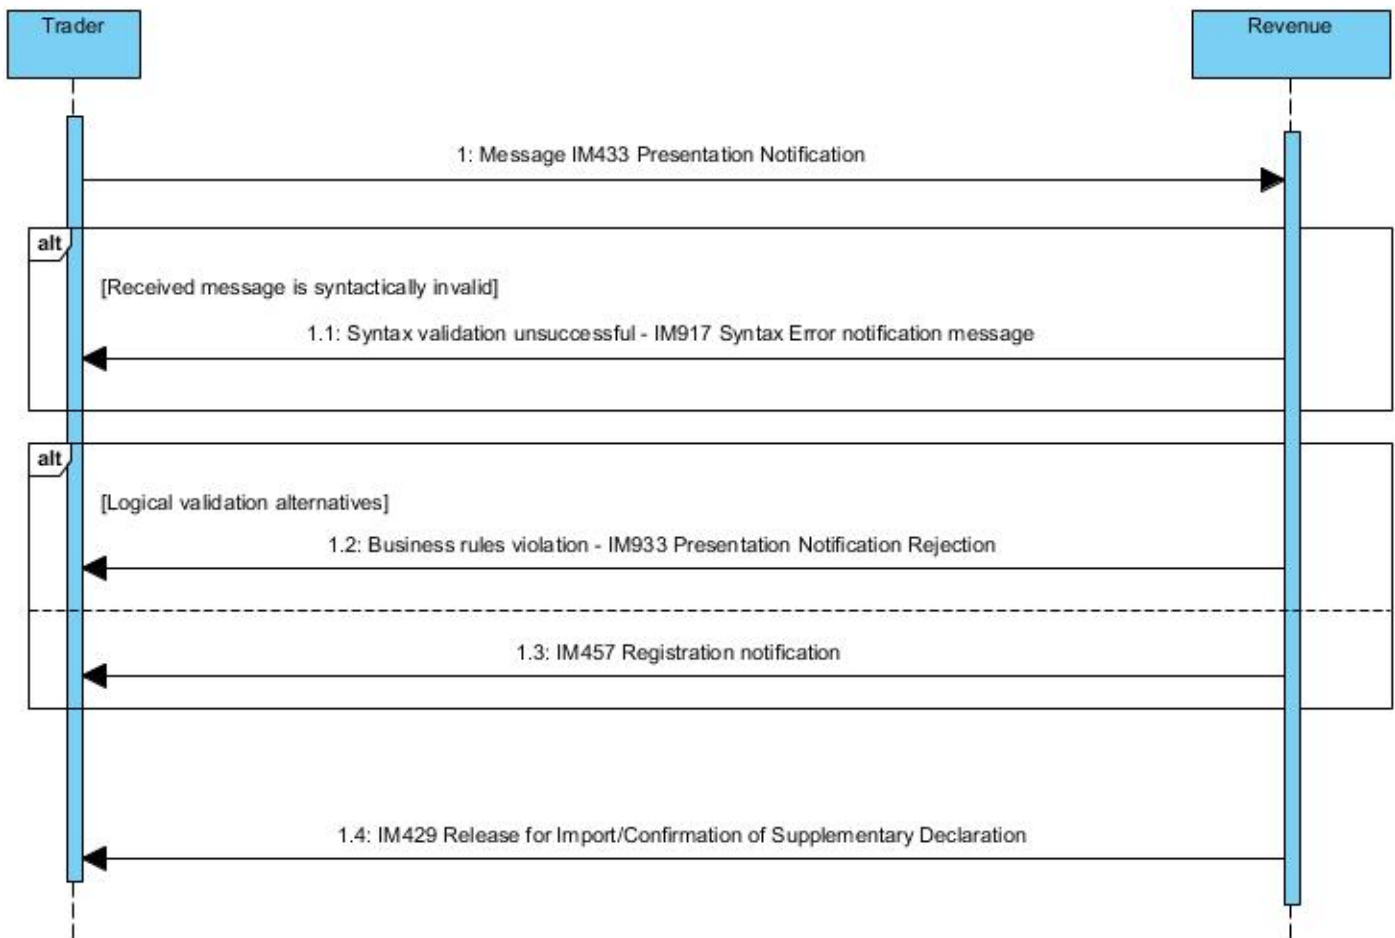 Trader
Revenue
1: Message IM433 Presentation Notification
alt
[Received message is syntactically invalid]
1.1: Syntax validation unsuccessful - IM917 Syntax Error notification message
alt
[Logical validation alternatives]
1.2: Business rules violation - IM933 Presentation Notification Rejection
1.3: IM457 Registration notification
1.4: IM429 Release for Import/Confirmation of Supplementary Declaration